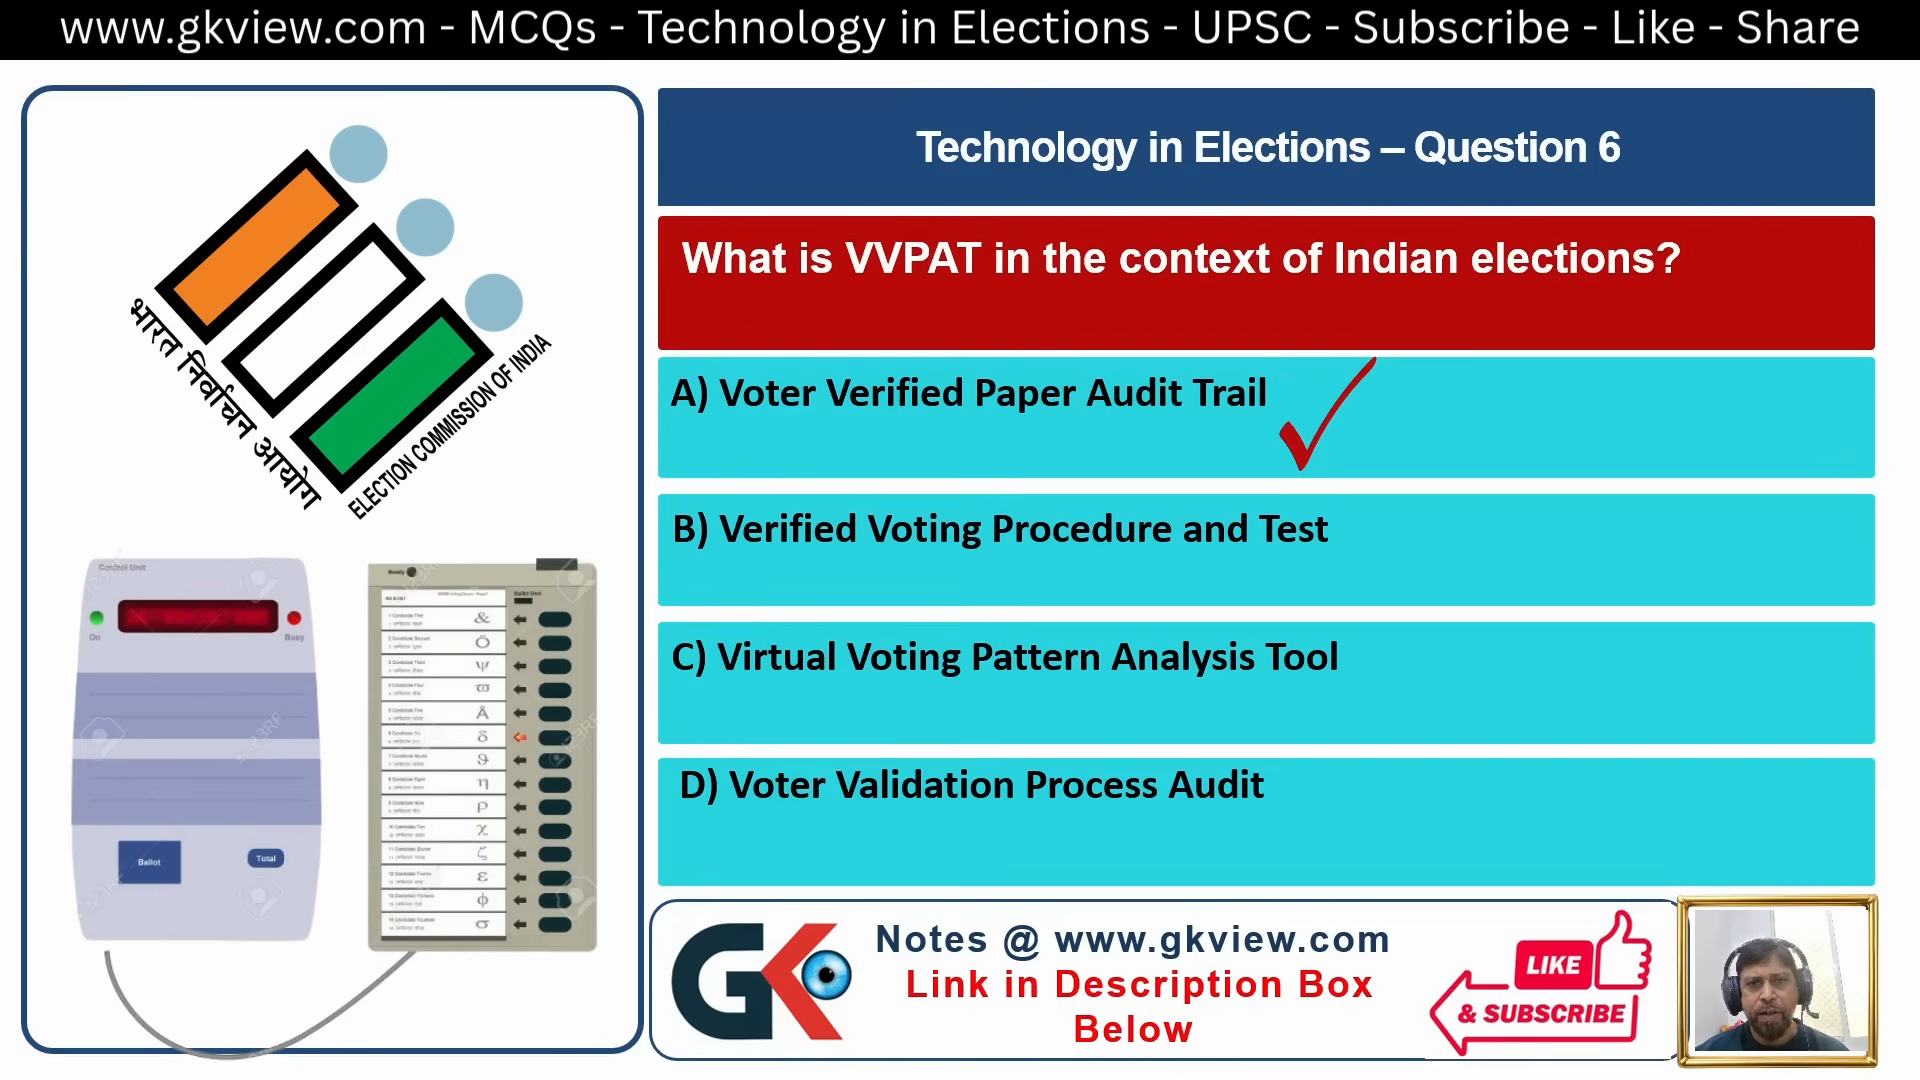 www.gkview.com - MCQs - Technology in Elections - UPSC - Subscribe - Like - Share
Technology in Elections – Question 6
What is VVPAT in the context of Indian elections?
A) Voter Verified Paper Audit Trail
B) Verified Voting Procedure and Test
C) Virtual Voting Pattern Analysis Tool
D) Voter Validation Process Audit
भारत निर्वाचन आयोग
ELECTION COMMISSION OF INDIA
Control Unit
On
Busy
Ballot
Total
Ready
Ballot Unit
&
Ö
ψ
ϖ
Â
δ
ϑ
η
ρ
χ
ζ
ε
ϕ
σ
GK
Notes @ www.gkview.com
Link in Description Box
Below
LIKE
& SUBSCRIBE